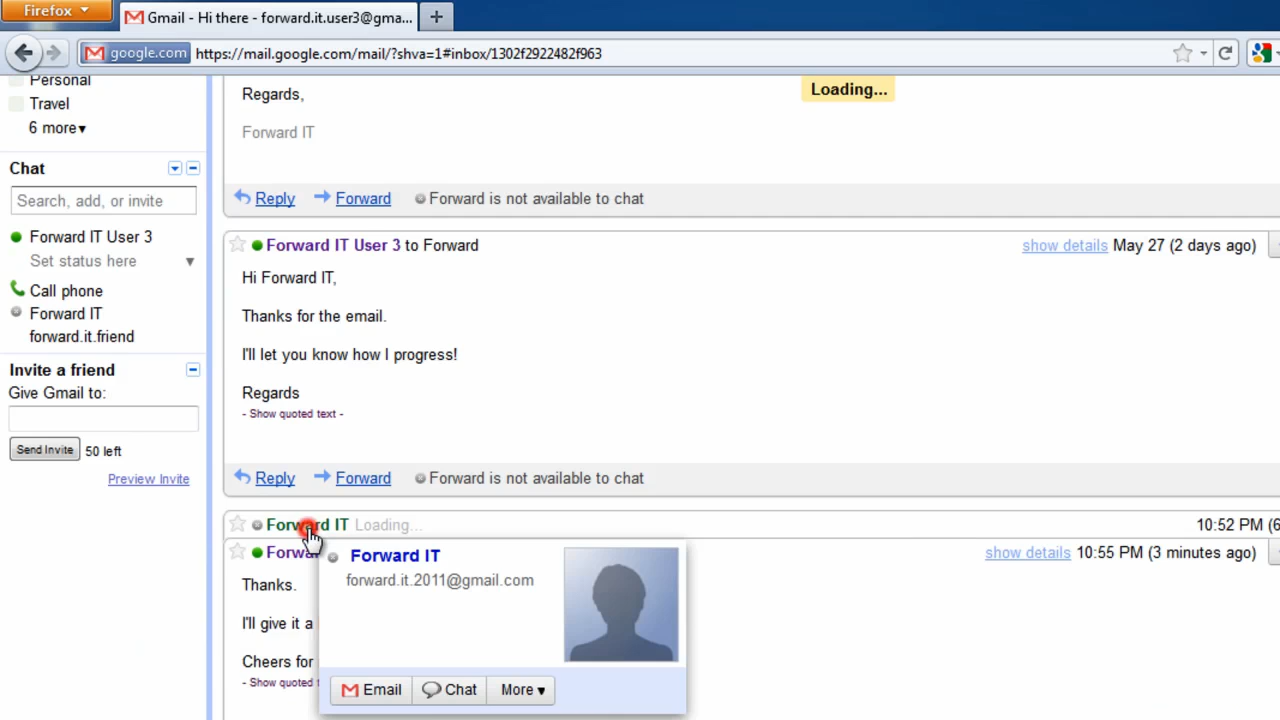 Firefox
Gmail - Hi there - forward.it.user3@gma...
google.com https://mail.google.com/mail/?shva=1#inbox/1302f2922482f963
Personal
Travel
6 more
Chat
Search, add, or invite
Forward IT User 3
Set status here
Call phone
Forward IT
forward.it.friend
Invite a friend
Give Gmail to:
Send Invite 50 left
Preview Invite
Loading...
Regards,
Forward IT
Reply Forward Forward is not available to chat
Forward IT User 3 to Forward show details May 27 (2 days ago)
Hi Forward IT,
Thanks for the email.
I'll let you know how I progress!
Regards
- Show quoted text -
Reply Forward Forward is not available to chat
Forward IT Loading... 10:52 PM (6
Forwa show details 10:55 PM (3 minutes ago)
Thanks.
I'll give it a
Cheers for
- Show quoted t
Forward IT
forward.it.2011@gmail.com
Email Chat More